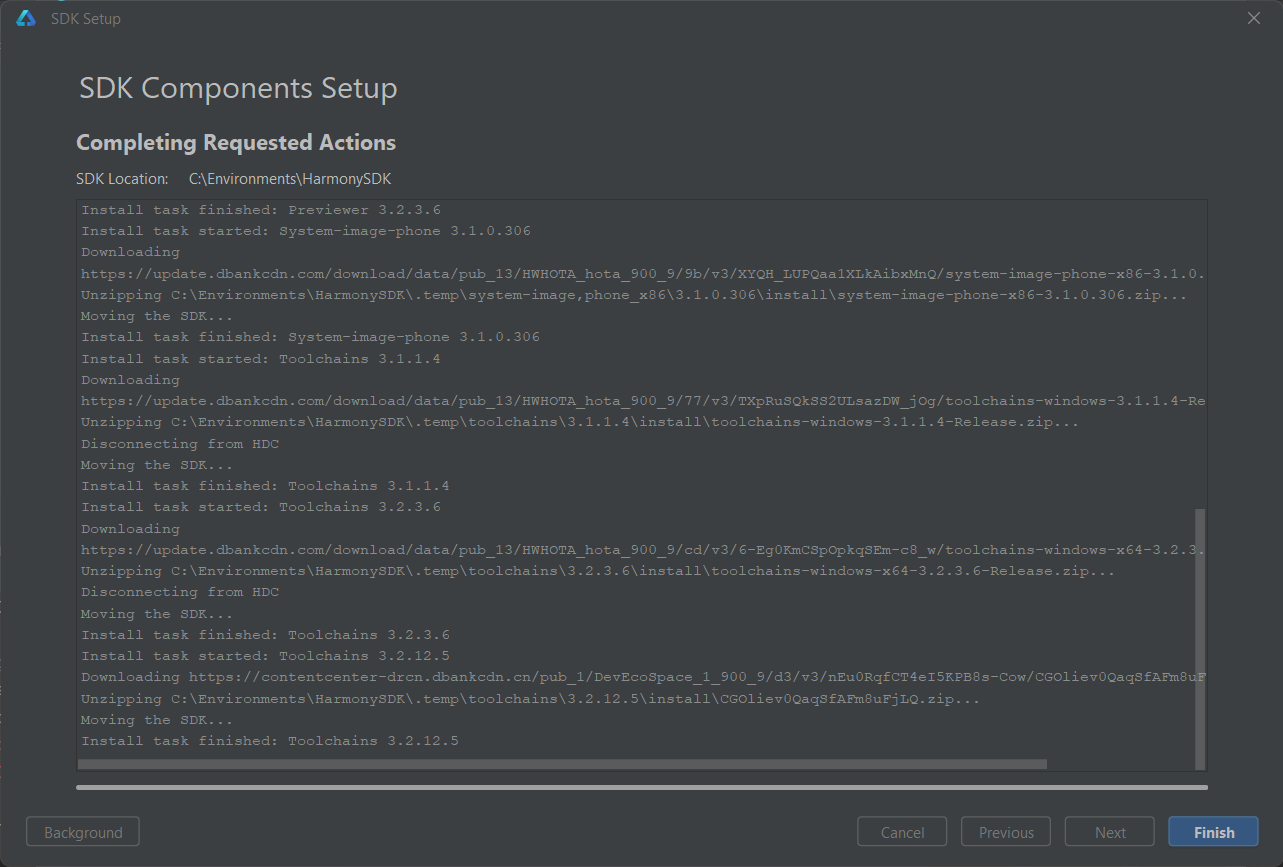 SDK Setup
SDK Components Setup
Completing Requested Actions
SDK Location: C:\Environments\HarmonySDK
Install task finished: Previewer 3.2.3.6
Install task started: System-image-phone 3.1.0.306
Downloading
https://update.dbankcdn.com/download/data/pub_13/HWHOTA_hota_900_9/9b/v3/XYQH_LUPQaa1XLkAibxMnQ/system-image-phone-x86-3.1.0.
Unzipping C:\Environments\HarmonySDK\.temp\system-image,phone_x86\3.1.0.306\install\system-image-phone-x86-3.1.0.306.zip...
Moving the SDK...
Install task finished: System-image-phone 3.1.0.306
Install task started: Toolchains 3.1.1.4
Downloading
https://update.dbankcdn.com/download/data/pub_13/HWHOTA_hota_900_9/77/v3/TXpRuSQkSS2ULsazDW_jOg/toolchains-windows-3.1.1.4-Re
Unzipping C:\Environments\HarmonySDK\.temp\toolchains\3.1.1.4\install\toolchains-windows-3.1.1.4-Release.zip...
Disconnecting from HDC
Moving the SDK...
Install task finished: Toolchains 3.1.1.4
Install task started: Toolchains 3.2.3.6
Downloading
https://update.dbankcdn.com/download/data/pub_13/HWHOTA_hota_900_9/cd/v3/6-Eg0KmCSpOpkqSEm-c8_w/toolchains-windows-x64-3.2.3.
Unzipping C:\Environments\HarmonySDK\.temp\toolchains\3.2.3.6\install\toolchains-windows-x64-3.2.3.6-Release.zip...
Disconnecting from HDC
Moving the SDK...
Install task finished: Toolchains 3.2.3.6
Install task started: Toolchains 3.2.12.5
Downloading https://contentcenter-drcn.dbankcdn.cn/pub_1/DevEcoSpace_1_900_9/d3/v3/nEu0RqfCT4eI5KPB8s-Cow/CGOliev0QaqSfAFm8uF
Unzipping C:\Environments\HarmonySDK\.temp\toolchains\3.2.12.5\install\CGOliev0QaqSfAFm8uFjLQ.zip...
Moving the SDK...
Install task finished: Toolchains 3.2.12.5
Background Cancel Previous Next Finish